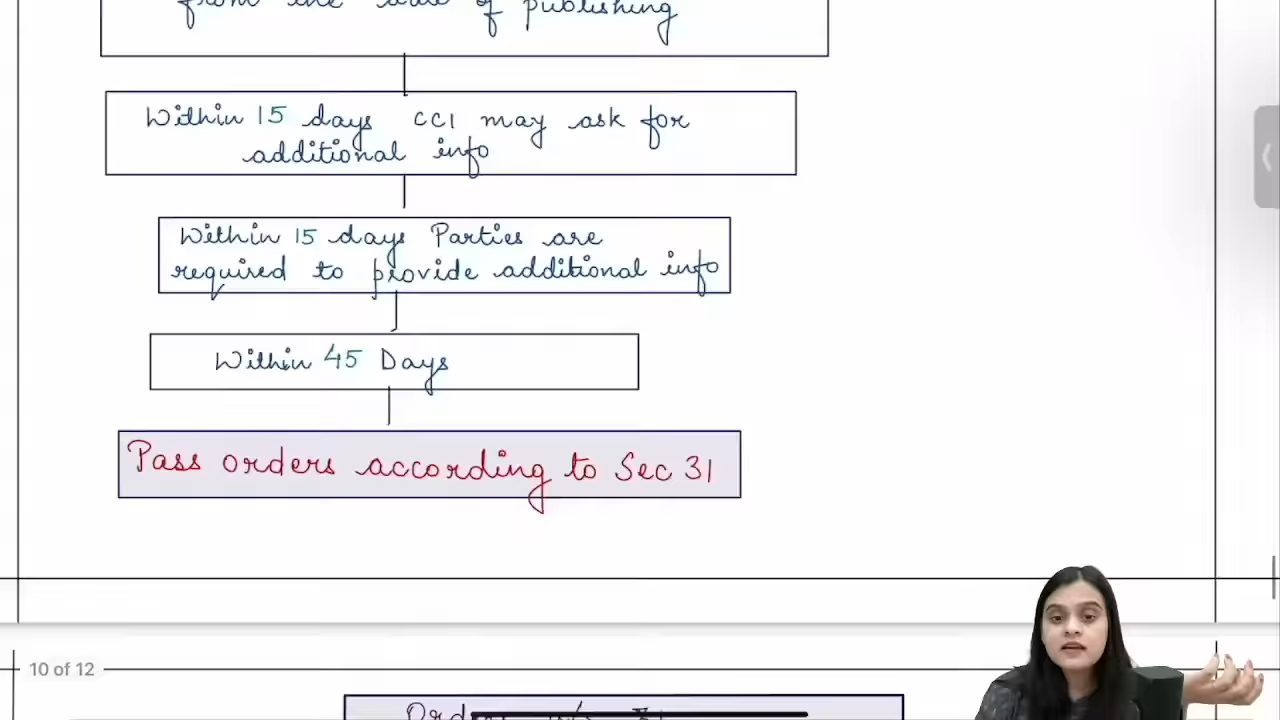 from the date of publishing
Within 15 days CCI may ask for
additional info
Within 15 days Parties are
required to provide additional info
Within 45 Days
Pass orders according to Sec 31
10 of 12